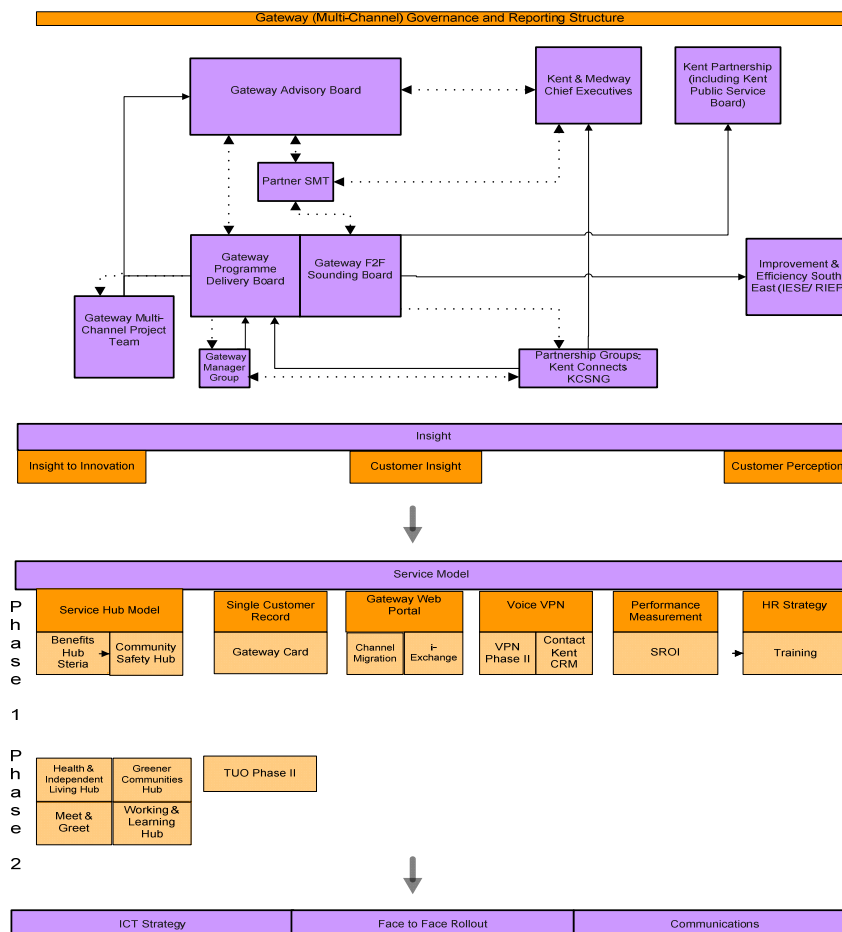 Gateway (Multi-Channel) Governance and Reporting Structure
Gateway Advisory Board
Kent & Medway
Chief Executives
Kent Partnership
(including Kent
Public Service
Board)
Partner SMT
Gateway
Programme
Delivery Board
Gateway F2F
Sounding Board
Improvement &
Efficiency South
East (IESE/ RIEP
Gateway Multi-
Channel Project
Team
Gateway
Manager
Group
Partnership Groups:
Kent Connects
KCSNG
Insight
Insight to Innovation
Customer Insight
Customer Perception
Service Model
Phase 1
Service Hub Model
Single Customer
Record
Gateway Web
Portal
Voice VPN
Performance
Measurement
HR Strategy
Benefits
Hub
Steria
Community
Safety Hub
Gateway Card
Channel
Migration
i-
Exchange
VPN
Phase II
Contact
Kent
CRM
SROI
Training
Phase 2
Health &
Independent
Living Hub
Greener
Communities
Hub
TUO Phase II
Meet &
Greet
Working &
Learning
Hub
ICT Strategy
Face to Face Rollout
Communications